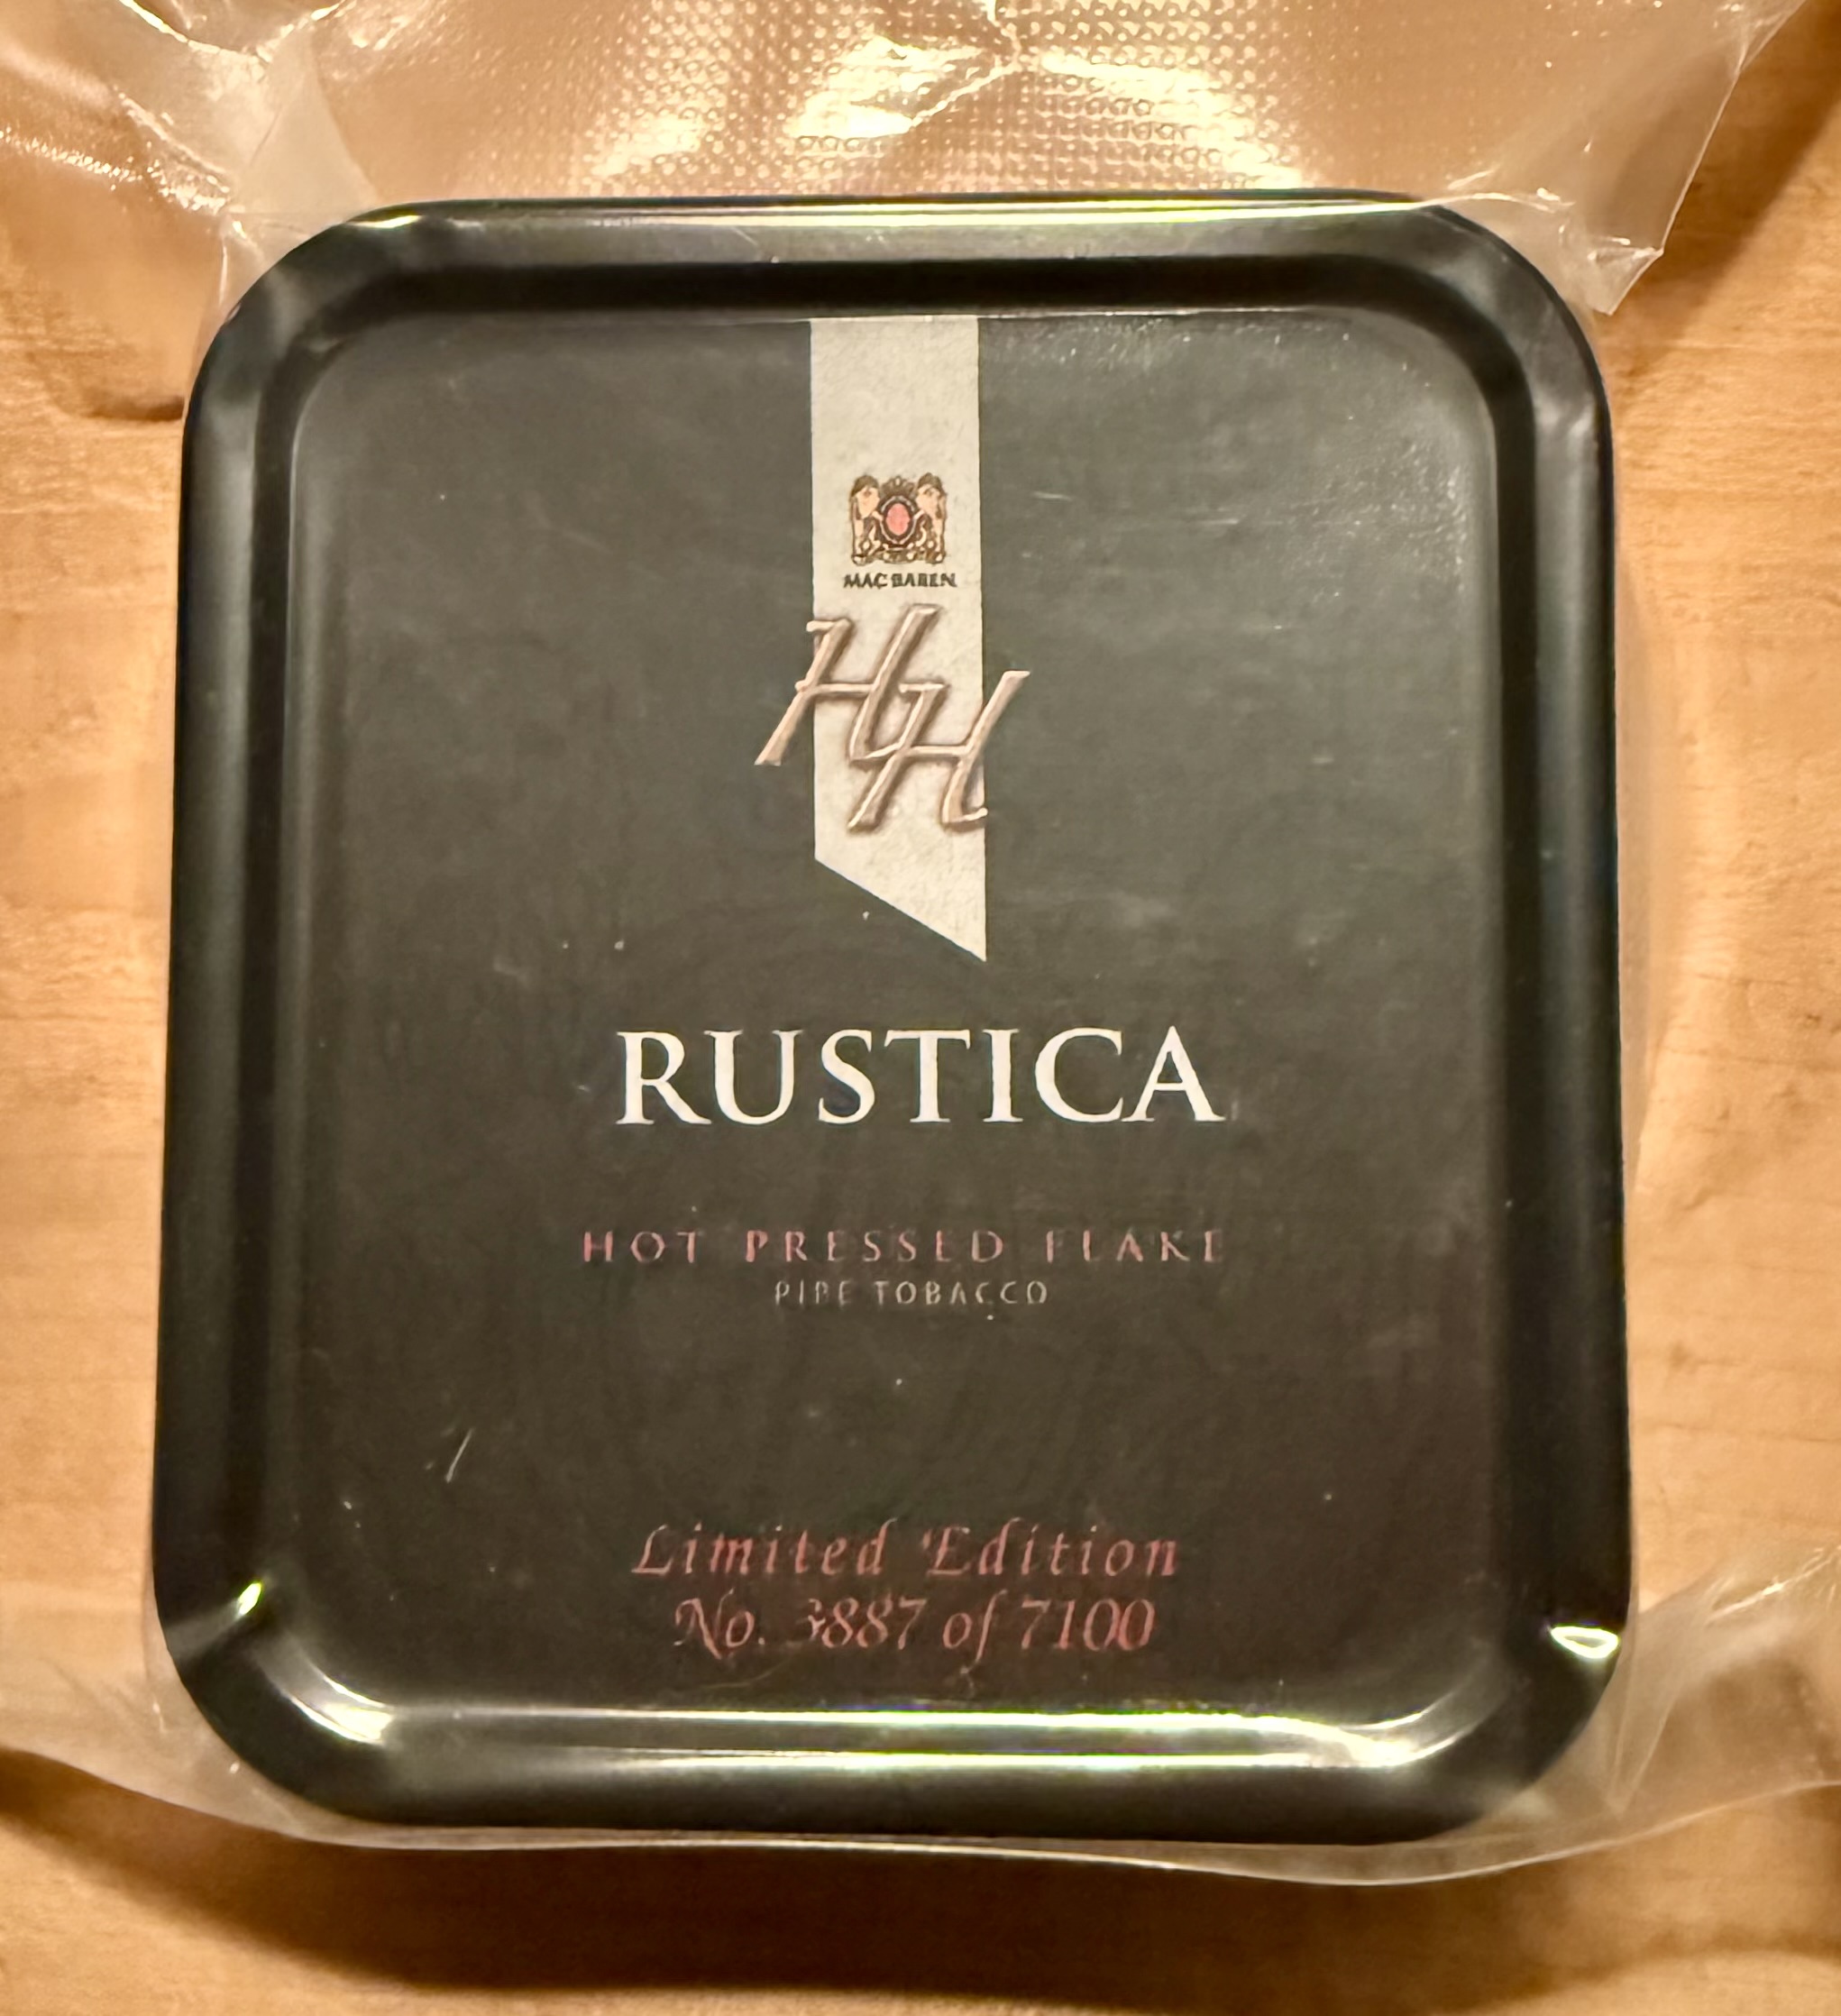 MAC BAREN
HH
RUSTICA
HOT PRESSED FLAKE
PIPE TOBACCO
Limited Edition
No. 3887 of 7100